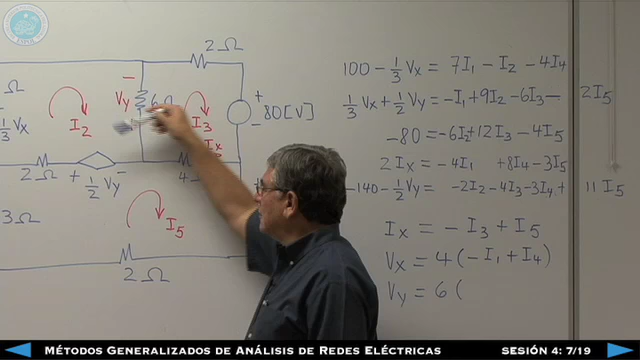 ESPOL
2 Ω
Ω
−
Vy
6 Ω
+
80 [V]
−
1/3 Vx
I2
I3
Ix
2 Ω
+ 1/2 Vy −
4
3 Ω
I5
2 Ω
100 − 1/3 Vx = 7I1 − I2 − 4I4
1/3 Vx + 1/2 Vy = −I1 + 9I2 − 6I3 − 2I5
−80 = −6I2 + 12I3 − 4I5
2Ix = −4I1 + 8I4 − 3I5
−140 − 1/2 Vy = −2I2 − 4I3 − 3I4 + 11I5
Ix = − I3 + I5
Vx = 4 (− I1 + I4)
Vy = 6 (
MÉTODOS GENERALIZADOS DE ANÁLISIS DE REDES ELÉCTRICAS
SESIÓN 4: 7/19